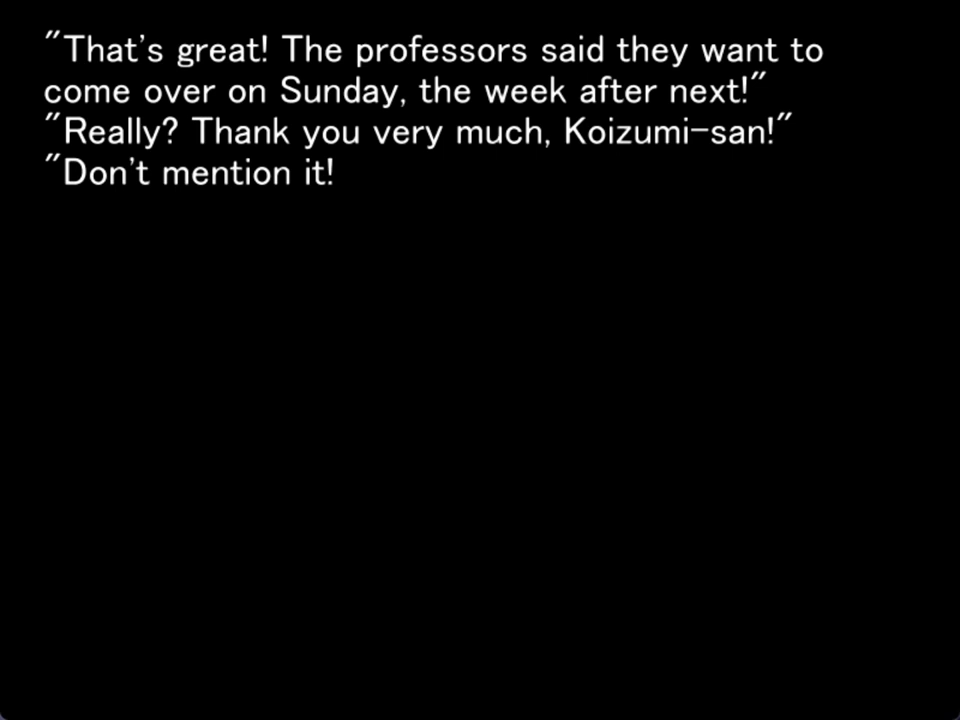 "That's great! The professors said they want to
come over on Sunday, the week after next!"
"Really? Thank you very much, Koizumi-san!"
"Don't mention it!